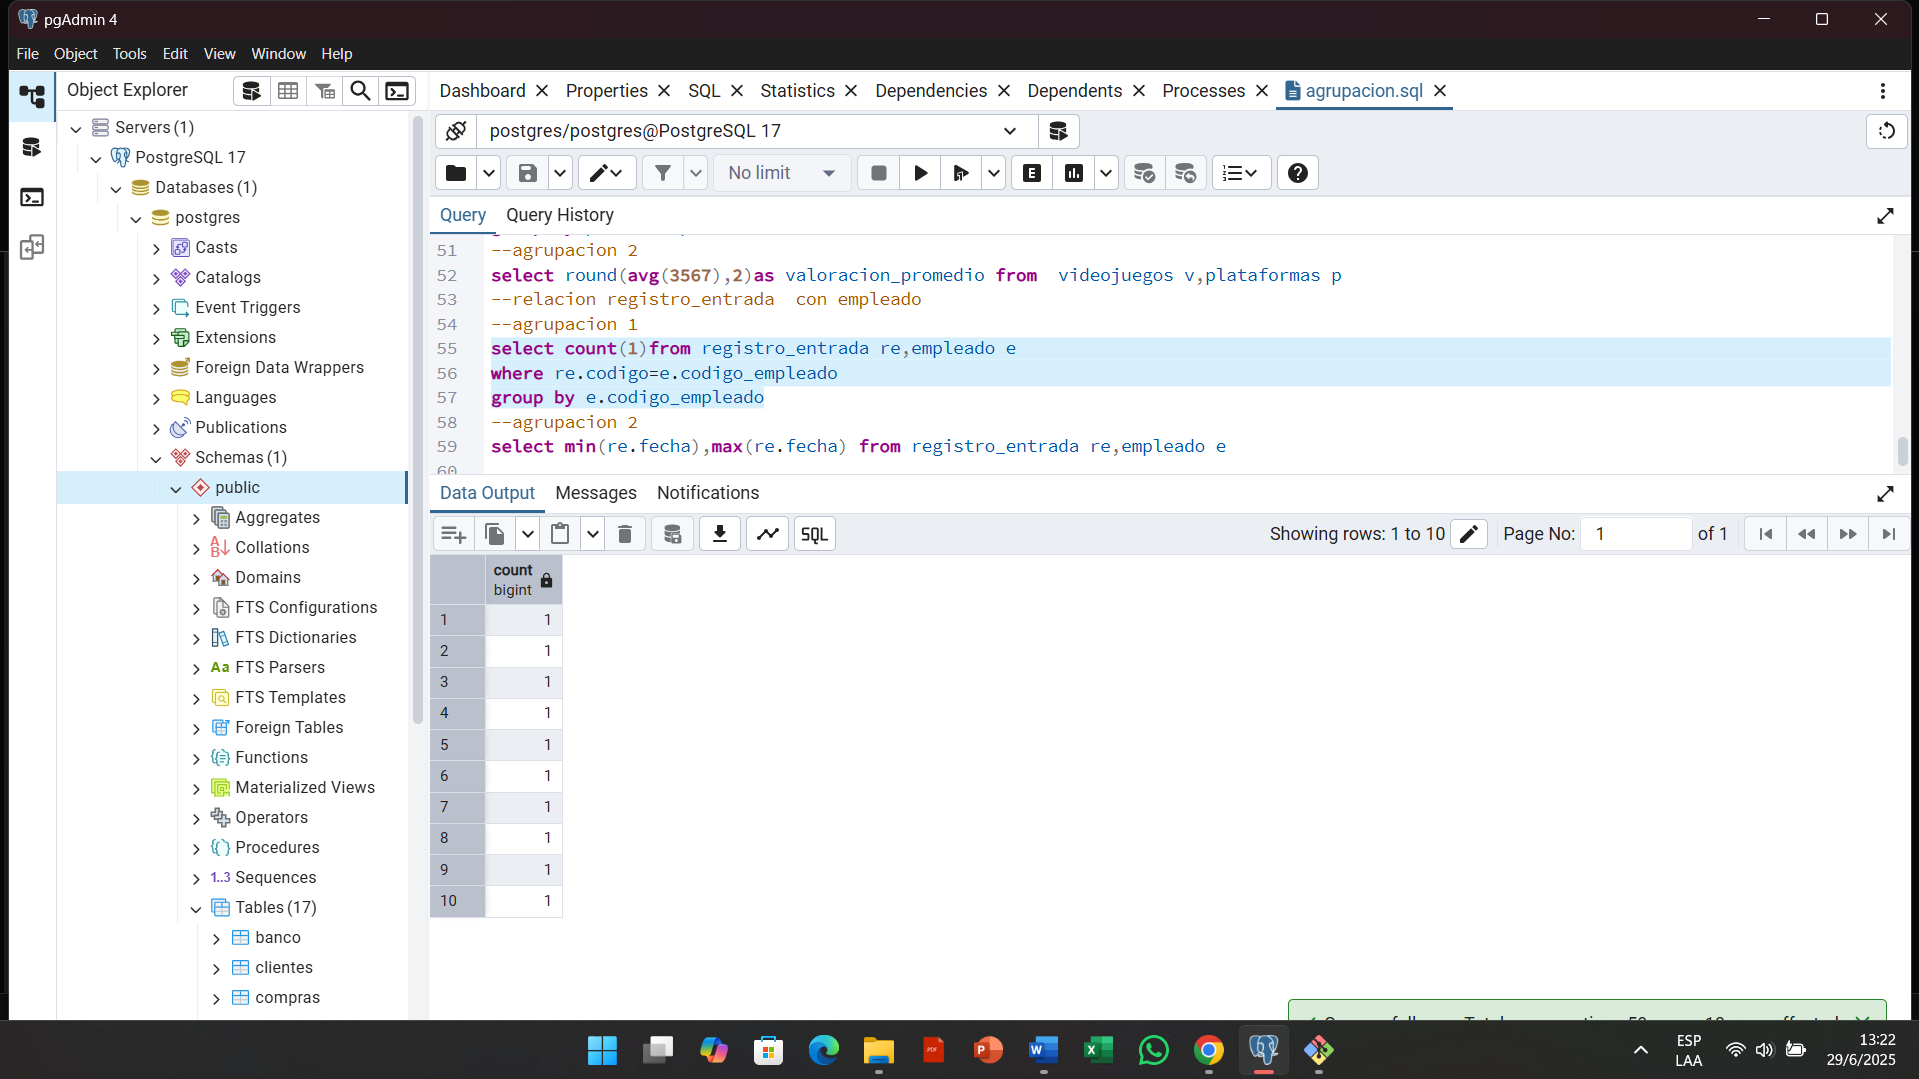 pgAdmin 4
File Object Tools Edit View Window Help
Object Explorer
Dashboard Properties SQL Statistics Dependencies Dependents Processes agrupacion.sql
Servers (1)
PostgreSQL 17
Databases (1)
postgres
Casts
Catalogs
Event Triggers
Extensions
Foreign Data Wrappers
Languages
Publications
Schemas (1)
public
Aggregates
Collations
Domains
FTS Configurations
FTS Dictionaries
Aa FTS Parsers
FTS Templates
Foreign Tables
Functions
Materialized Views
Operators
Procedures
1..3 Sequences
Tables (17)
banco
clientes
compras
postgres/postgres@PostgreSQL 17
No limit
E
Query Query History
51 --agrupacion 2
52 select round(avg(3567),2)as valoracion_promedio from videojuegos v,plataformas p
53 --relacion registro_entrada con empleado
54 --agrupacion 1
55 select count(1)from registro_entrada re,empleado e
56 where re.codigo=e.codigo_empleado
57 group by e.codigo_empleado
58 --agrupacion 2
59 select min(re.fecha),max(re.fecha) from registro_entrada re,empleado e
60
Data Output Messages Notifications
SQL
Showing rows: 1 to 10 Page No: 1 of 1
count
bigint
1 1
2 1
3 1
4 1
5 1
6 1
7 1
8 1
9 1
10 1
ESP
LAA
13:22
29/6/2025